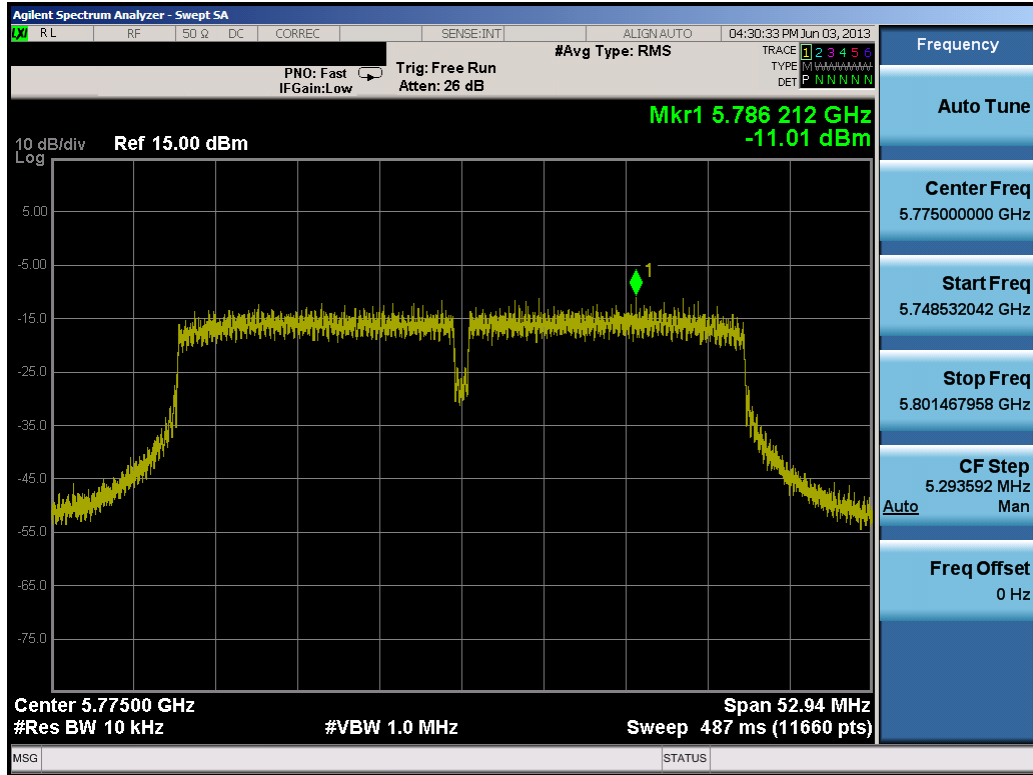 Agilent Spectrum Analyzer - Swept SA
LXI RL RF 50 Ω DC CORREC SENSE:INT ALIGN AUTO 04:30:33 PM Jun 03, 2013
#Avg Type: RMS
TRACE 1 2 3 4 5 6
TYPE M WWWWW
DET P N N N N N
PNO: Fast
IFGain:Low
Trig: Free Run
Atten: 26 dB
Mkr1 5.786 212 GHz
-11.01 dBm
10 dB/div Ref 15.00 dBm
Log
5.00
-5.00
1
-15.0
-25.0
-35.0
-45.0
-55.0
-65.0
-75.0
Center 5.77500 GHz Span 52.94 MHz
#Res BW 10 kHz #VBW 1.0 MHz Sweep 487 ms (11660 pts)
MSG STATUS
Frequency
Auto Tune
Center Freq
5.775000000 GHz
Start Freq
5.748532042 GHz
Stop Freq
5.801467958 GHz
CF Step
5.293592 MHz
Auto Man
Freq Offset
0 Hz